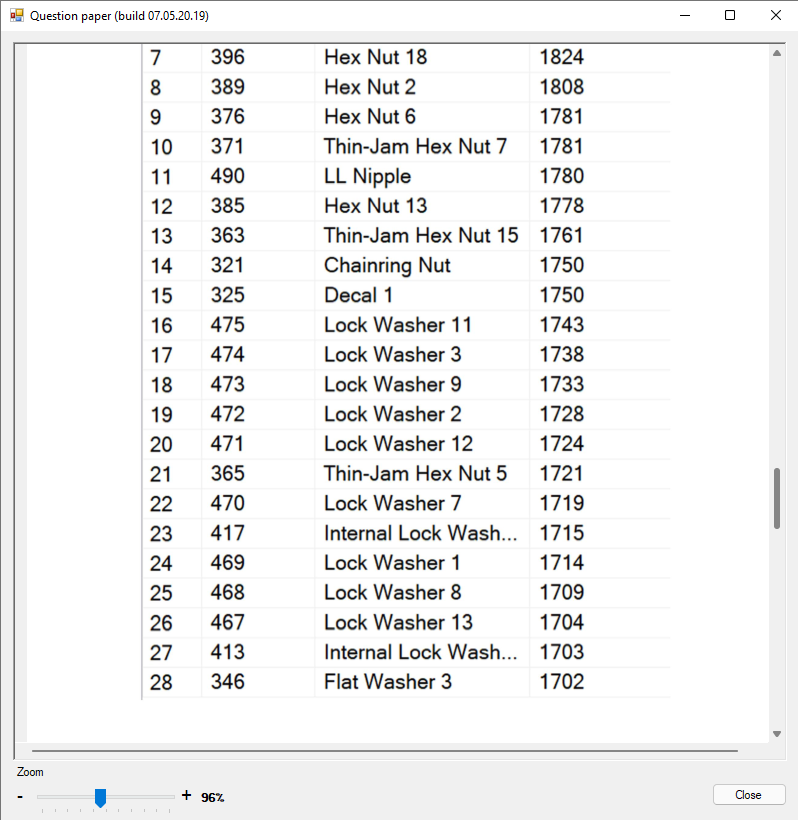 Question paper (build 07.05.20.19)
7 396 Hex Nut 18 1824
8 389 Hex Nut 2 1808
9 376 Hex Nut 6 1781
10 371 Thin-Jam Hex Nut 7 1781
11 490 LL Nipple 1780
12 385 Hex Nut 13 1778
13 363 Thin-Jam Hex Nut 15 1761
14 321 Chainring Nut 1750
15 325 Decal 1 1750
16 475 Lock Washer 11 1743
17 474 Lock Washer 3 1738
18 473 Lock Washer 9 1733
19 472 Lock Washer 2 1728
20 471 Lock Washer 12 1724
21 365 Thin-Jam Hex Nut 5 1721
22 470 Lock Washer 7 1719
23 417 Internal Lock Wash... 1715
24 469 Lock Washer 1 1714
25 468 Lock Washer 8 1709
26 467 Lock Washer 13 1704
27 413 Internal Lock Wash... 1703
28 346 Flat Washer 3 1702
Zoom
- + 96%
Close